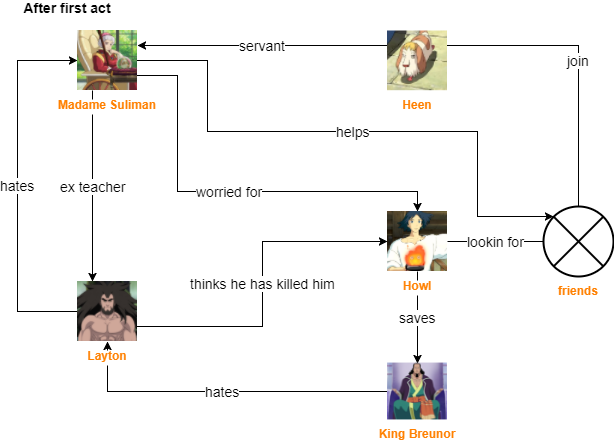 After first act
servant
join
Madame Suliman
Heen
helps
hates
ex teacher
worried for
lookin for
thinks he has killed him
Howl
friends
saves
Layton
hates
King Breunor